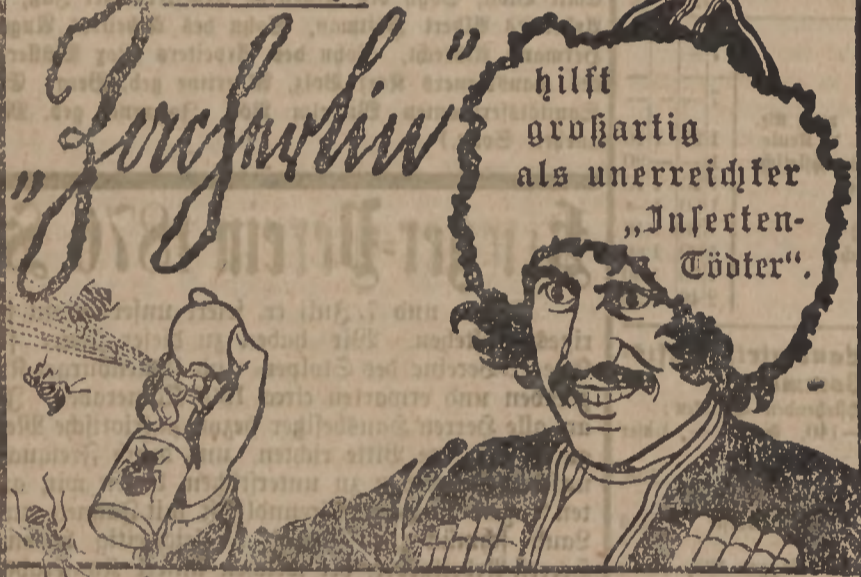 „Zacherlin”
hilft
großartig
als unerreichter
„Insecten-
Tödter“.